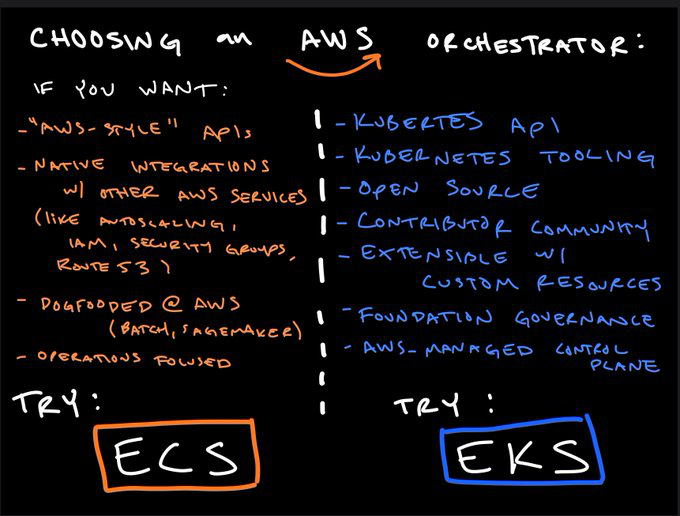 CHOOSING an AWS ORCHESTRATOR:
IF YOU WANT:
- "AWS-STYLE" APIs
- NATIVE INTEGRATIONS
W/ OTHER AWS SERVICES
(LIKE AUTOSCALING,
IAM, SECURITY GROUPS,
ROUTE 53)
- DOGFOODED @ AWS
(BATCH, SAGEMAKER)
- OPERATIONS FOCUSED
TRY:
ECS
- KUBERTES API
- KUBERNETES TOOLING
- OPEN SOURCE
- CONTRIBUTOR COMMUNITY
- EXTENSIBLE W/
CUSTOM RESOURCES
- FOUNDATION GOVERNANCE
- AWS-MANAGED CONTROL
PLANE
TRY:
EKS